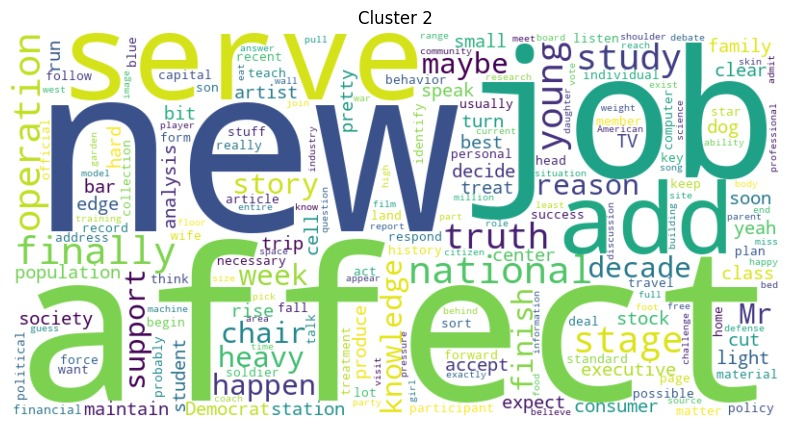 Cluster 2
new
job
affect
serve
add
operation
study
young
maybe
truth
national
finally
knowledge
stage
finish
support
heavy
chair
happen
story
week
reason
decade
Mr
executive
consumer
expect
accept
produce
rise
trip
cell
center
station
Democrat
student
maintain
society
population
analysis
hard
bar
edge
bit
run
artist
pretty
turn
best
decide
treat
speak
small
clear
family
TV
dog
soon
yeah
class
stock
light
cut
material
policy
matter
possible
page
standard
participant
financial
political
probably
force
want
begin
machine
guess
think
necessary
address
record
model
garden
training
collection
official
west
image
blue
follow
capital
son
recent
teach
answer
eat
wall
pull
form
player
stuff
really
article
entire
wife
floor
industry
know
question
space
size
pick
area
time
coach
soldier
fall
talk
act
appear
treatment
visit
lot
party
girl
pressure
history
citizen
respond
land
report
film
million
part
role
high
war
join
behavior
identify
usually
personal
current
research
community
range
meet
board
listen
shoulder
reach
debate
skin
admit
individual
vote
daughter
exist
head
situation
success
least
discussion
weight
American
member
computer
science
star
ability
key
song
keep
site
building
body
parent
end
miss
plan
happy
bed
professional
travel
full
foot
free
challenge
defense
home
information
deal
source
behind
forward
sort
exactly
food
believe